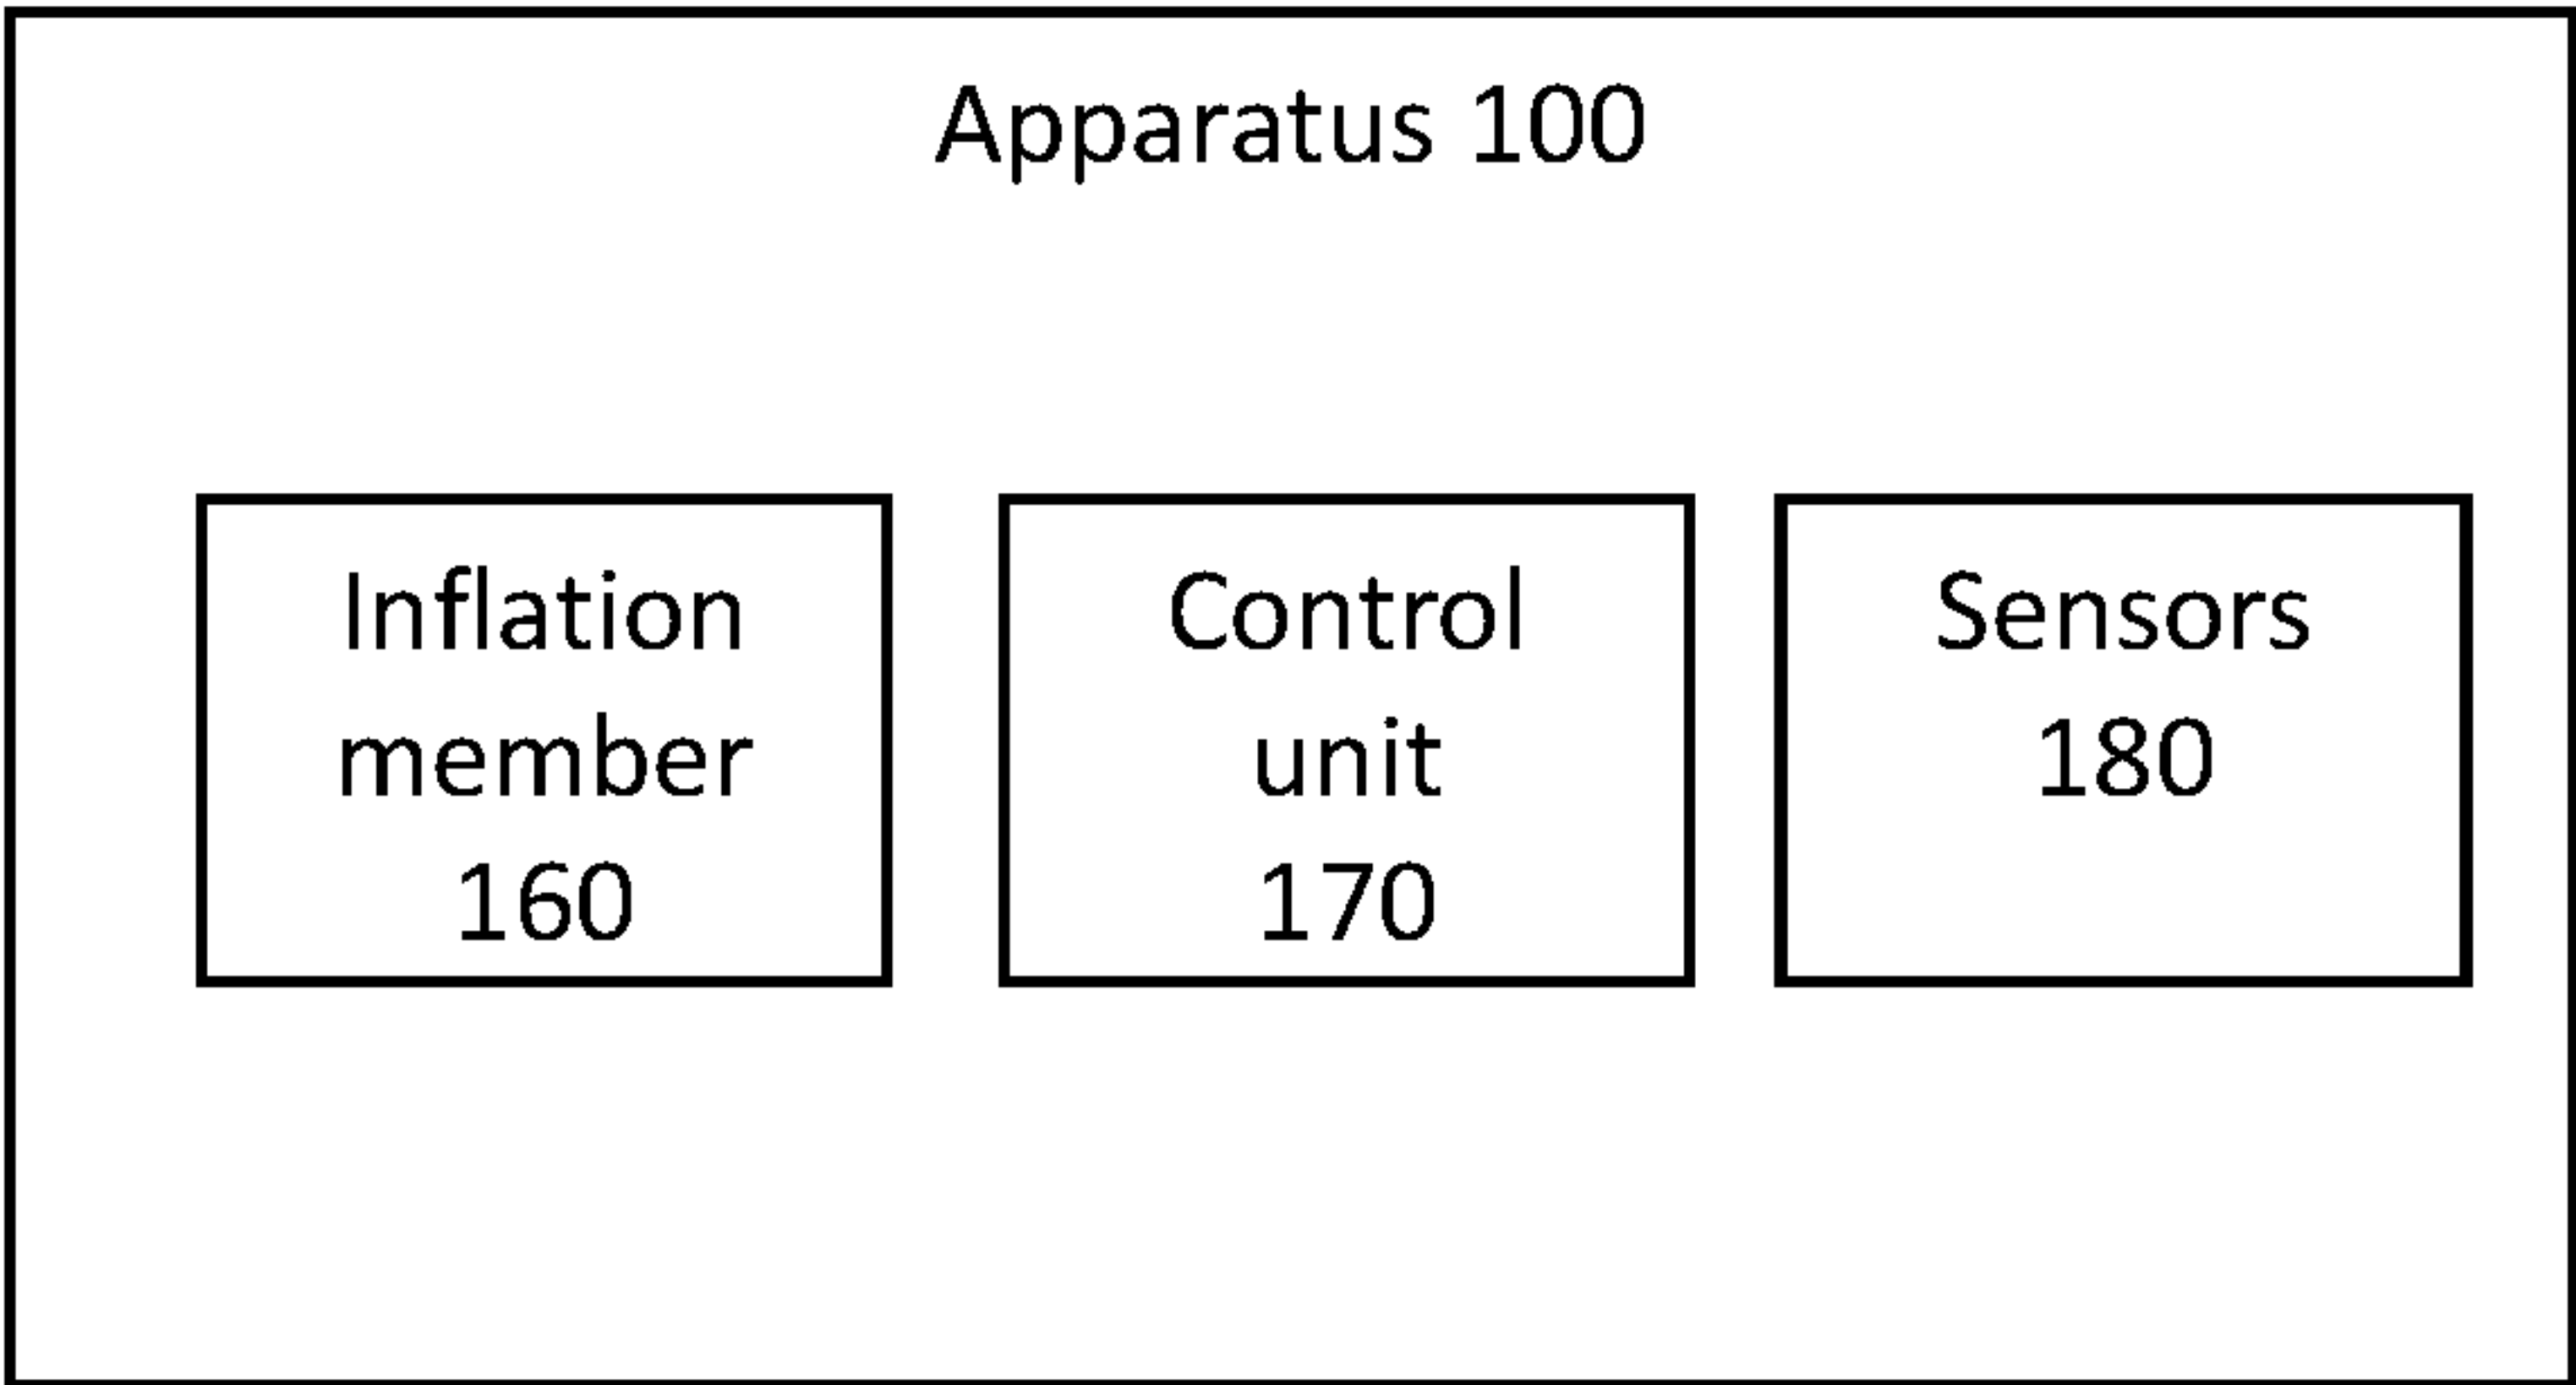 Apparatus 100
Inflation
member
160
Control
unit
170
Sensors
180